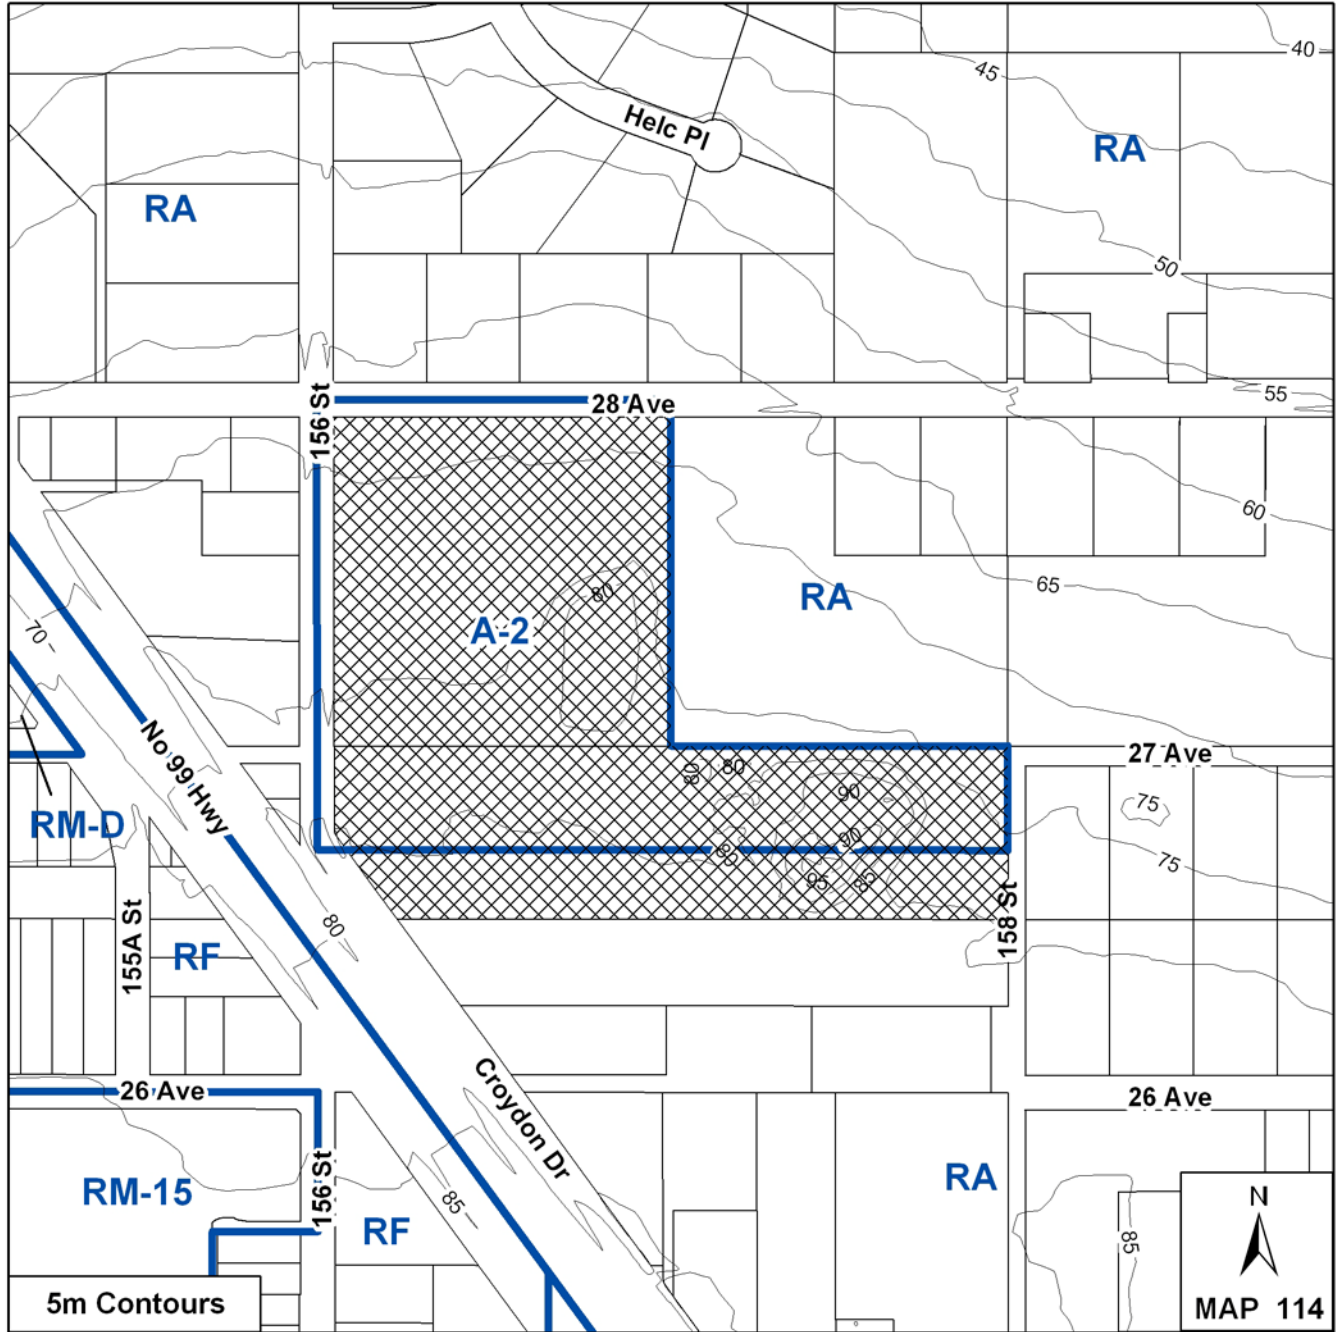 40
45
Helc Pl
RA
RA
50
55
156 St
28 Ave
60
65
80
RA
A-2
70
No 99 Hwy
27 Ave
80
80
90
75
RM-D
90
80
75
95
85
80
155A St
158 St
RF
Croydon Dr
26 Ave
26 Ave
RM-15
156 St
RA
85
RF
85
N
5m Contours
MAP 114